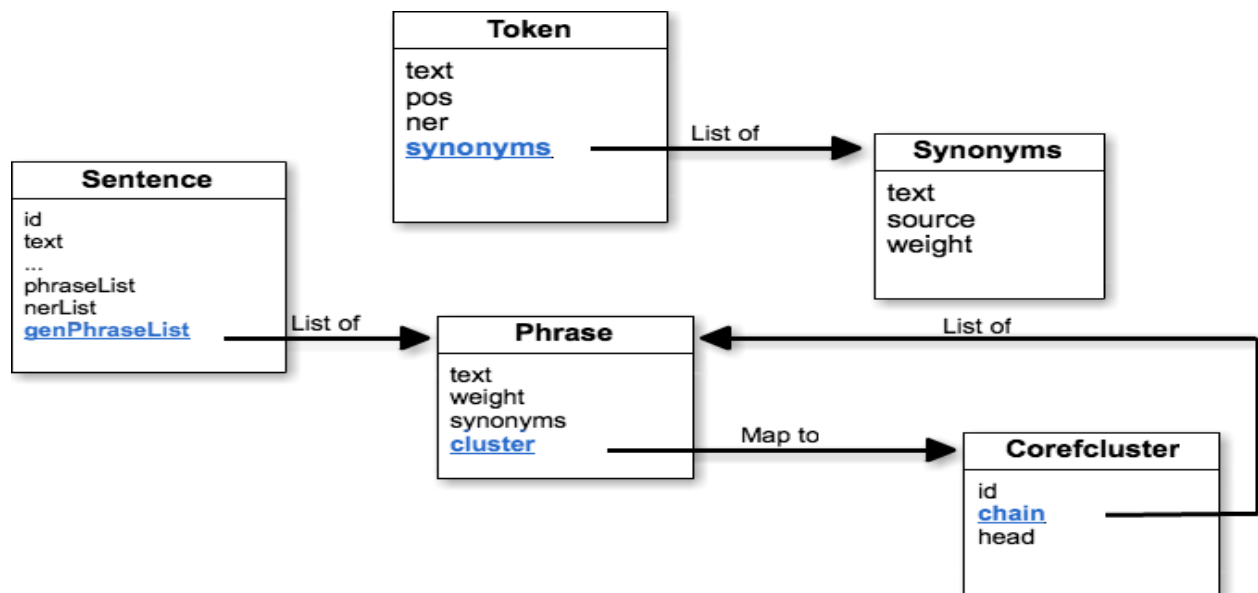 Token
text
pos
ner
synonyms
List of
Synonyms
text
source
weight
Sentence
id
text
...
phraseList
nerList
genPhraseList
List of
Phrase
text
weight
synonyms
cluster
List of
Map to
Corefcluster
id
chain
head